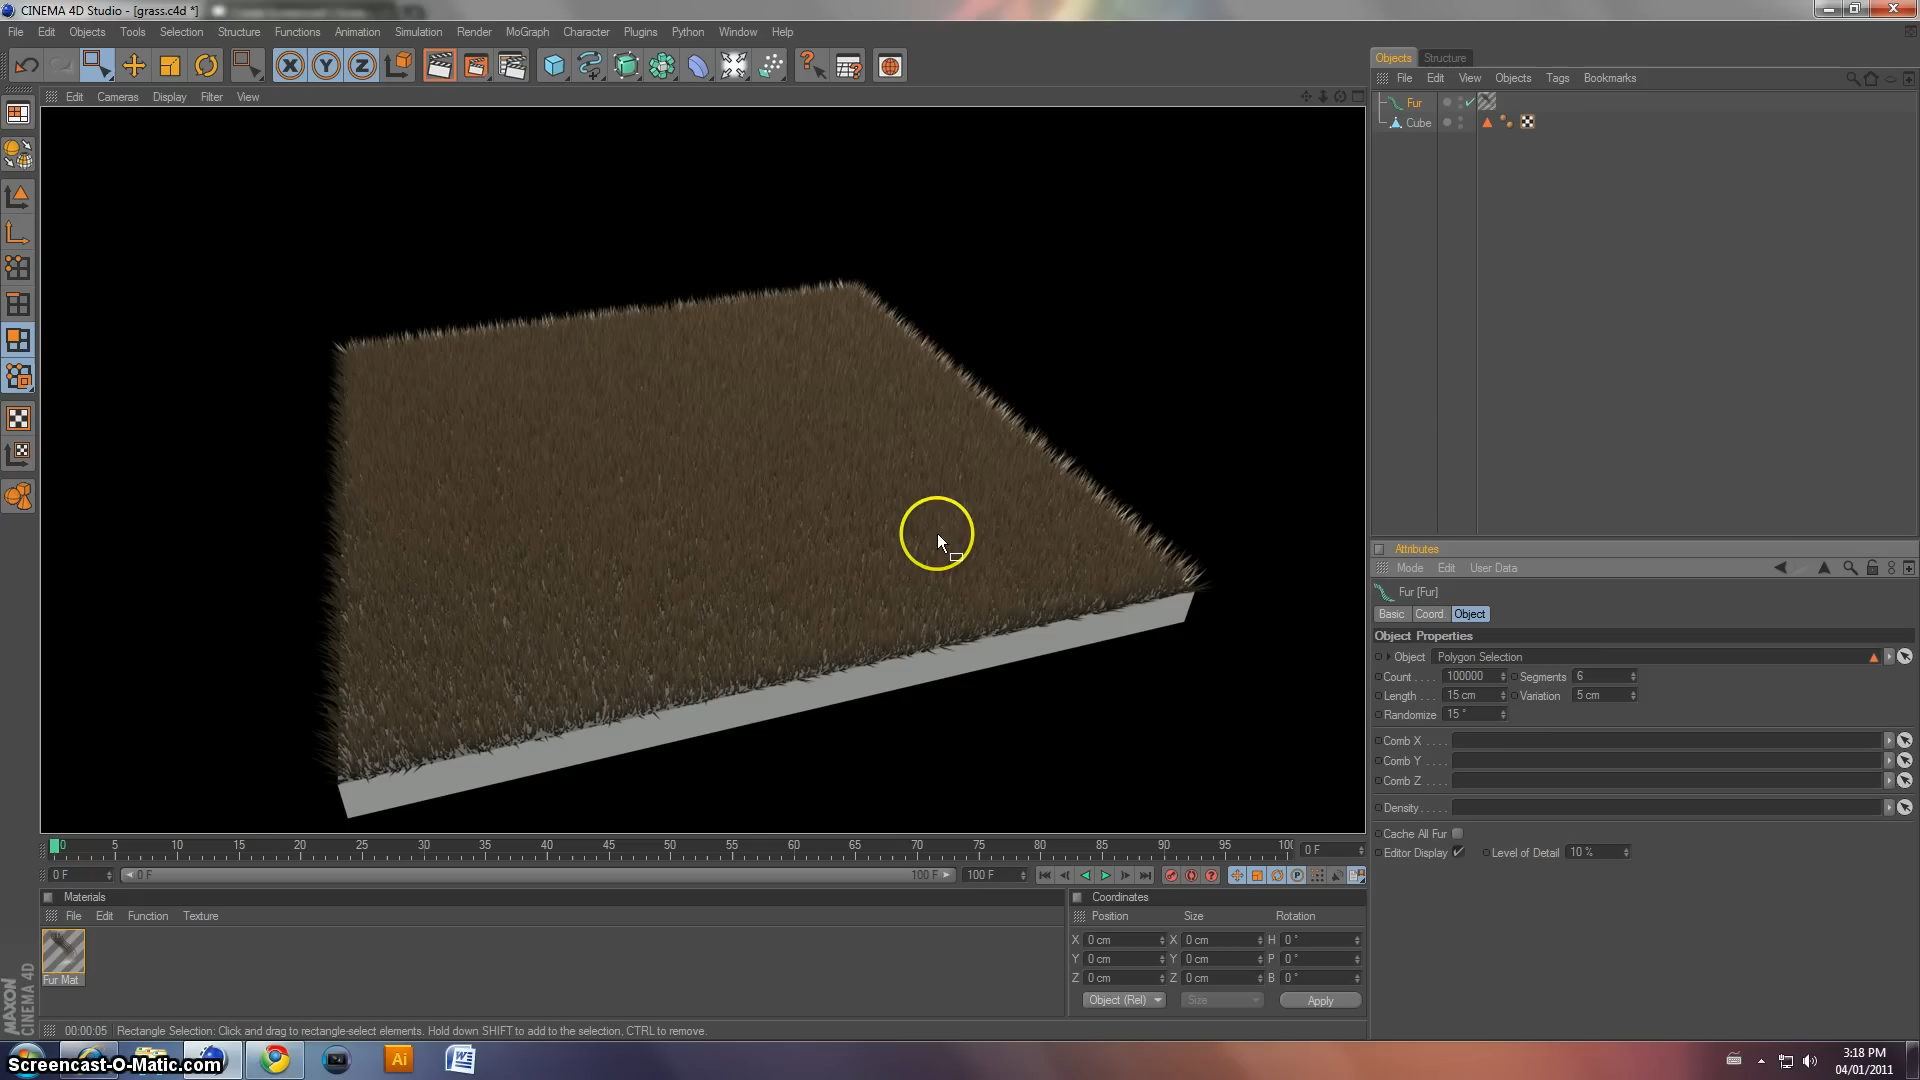 CINEMA 4D Studio - [grass.c4d *]
File Edit Objects Tools Selection Structure Functions Animation Simulation Render MoGraph Character Plugins Python Window Help
Edit Cameras Display Filter View
Objects Structure
File Edit View Objects Tags Bookmarks
Fur
Cube
Attributes
Mode Edit User Data
Fur [Fur]
Basic Coord. Object
Object Properties
Object Polygon Selection
Count . . . . 100000 Segments 6
Length . . . 15 cm Variation 5 cm
Randomize 15 °
Comb X . . . .
Comb Y . . . .
Comb Z . . . .
Density. . . . .
Cache All Fur
Editor Display Level of Detail 10 %
0 5 10 15 20 25 30 35 40 45 50 55 60 65 70 75 80 85 90 95 0 F
0 F 0 F 100 F 100 F
Materials
File Edit Function Texture
Fur Mat
Coordinates
Position Size Rotation
X 0 cm X 0 cm H 0 °
Y 0 cm Y 0 cm P 0 °
Z 0 cm Z 0 cm B 0 °
Object (Rel) Size Apply
MAXON
CINEMA 4D
00:00:05 Rectangle Selection: Click and drag to rectangle-select elements. Hold down SHIFT to add to the selection, CTRL to remove.
Screencast-O-Matic.com
Ai
3:18 PM
04/01/2011